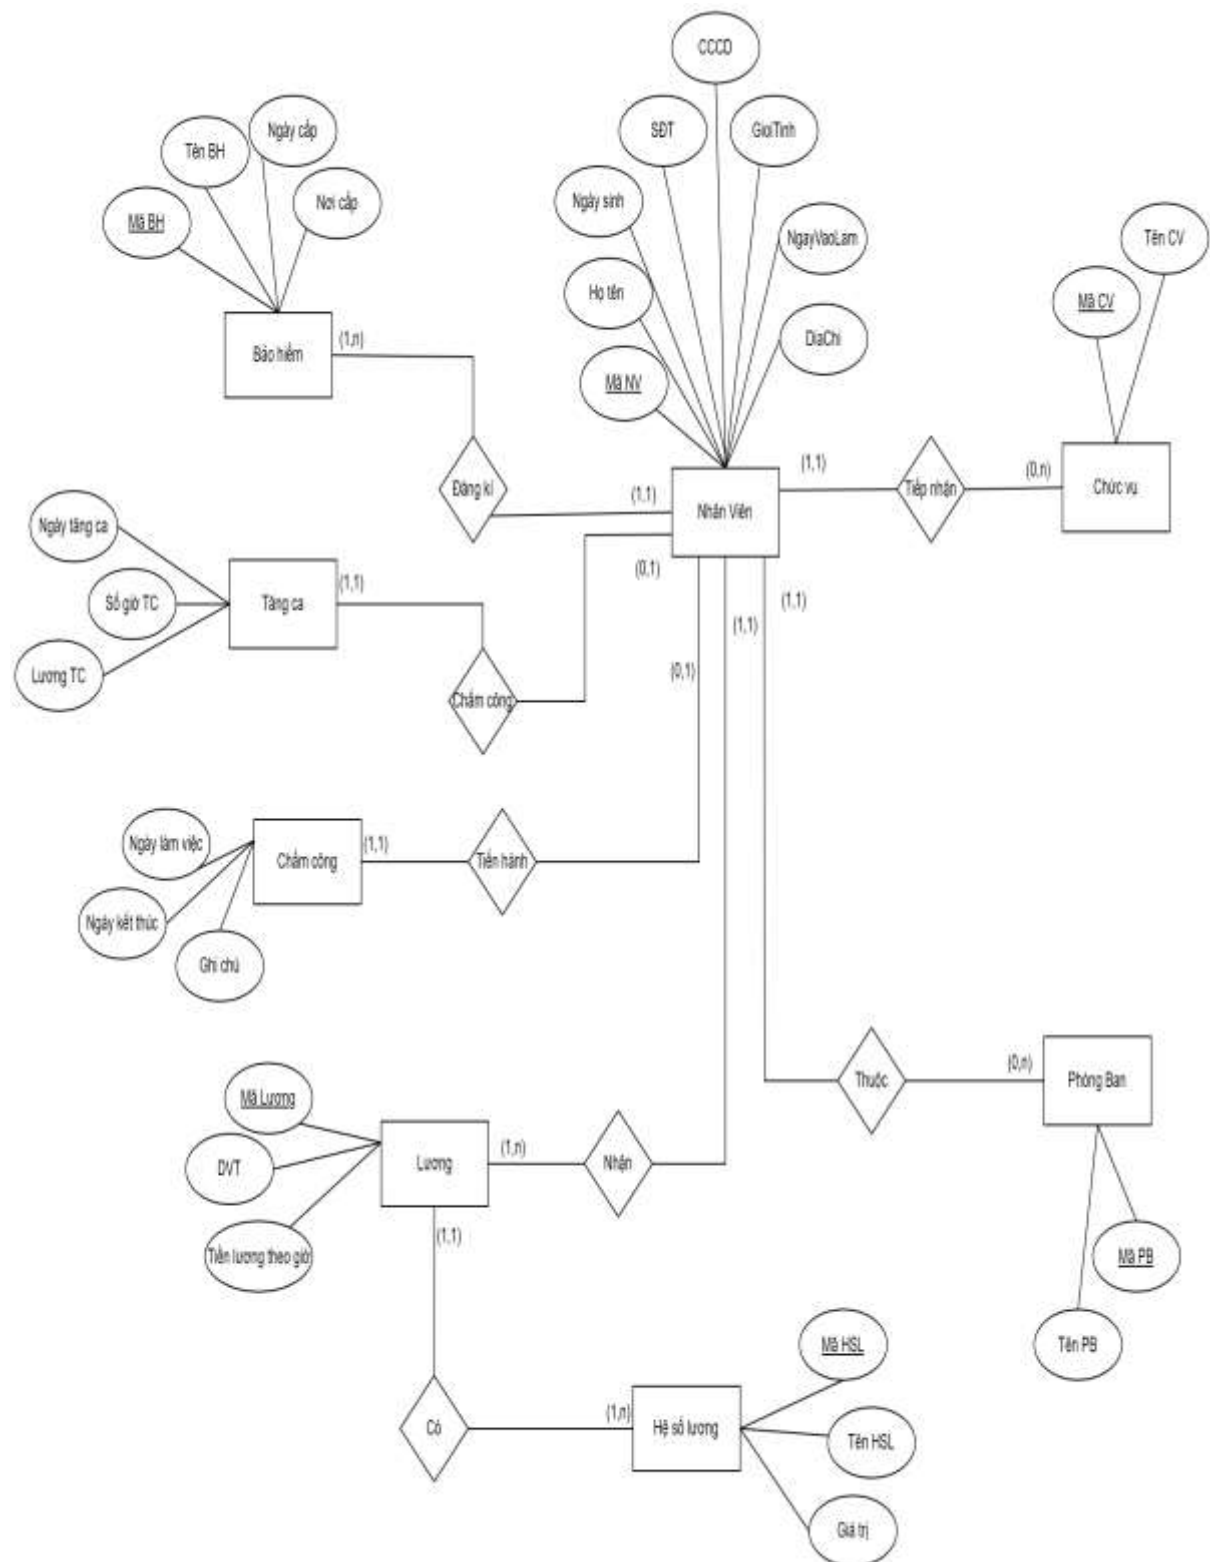 CCCD
SĐT
GioiTinh
Ngày sinh
NgayVaoLam
Họ tên
DiaChi
Mã NV
Ngày cấp
Tên BH
Nơi cấp
Mã BH
Bảo hiểm
(1,n)
Đăng kí
(1,1)
Nhân Viên
(1,1)
Tiếp nhận
(0,n)
Chức vụ
Tên CV
Mã CV
Ngày tăng ca
Số giờ TC
Lương TC
Tăng ca
(1,1)
Chấm công
(0,1)
(0,1)
(1,1)
(1,1)
Ngày làm việc
Ngày kết thúc
Ghi chú
Chấm công
(1,1)
Tiến hành
Mã Lương
DVT
Tiền lương theo giờ
Lương
(1,n)
Nhận
(1,1)
Thuộc
(0,n)
Phòng Ban
Mã PB
Tên PB
Có
(1,n)
Hệ số lương
Mã HSL
Tên HSL
Giá trị